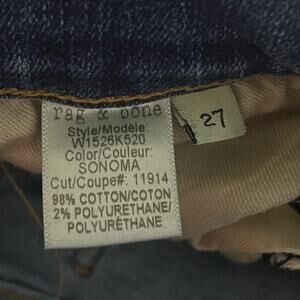 rag & bone
Style/Modèle:
W1526K520
Color/Couleur:
SONOMA
Cut/Coupe#: 11914
98% COTTON/COTON
2% POLYURETHANE/
POLYURÉTHANE
27